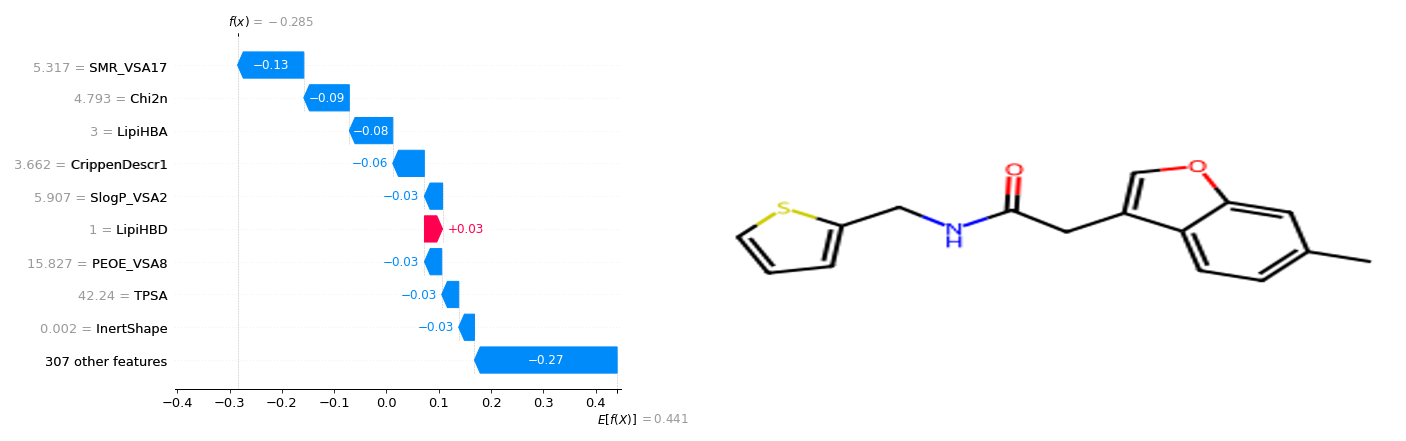 f(x) = −0.285
5.317 = SMR_VSA17
−0.13
4.793 = Chi2n
−0.09
3 = LipiHBA
−0.08
3.662 = CrippenDescr1
−0.06
5.907 = SlogP_VSA2
−0.03
1 = LipiHBD
+0.03
15.827 = PEOE_VSA8
−0.03
42.24 = TPSA
−0.03
0.002 = InertShape
−0.03
307 other features
−0.27
−0.4 −0.3 −0.2 −0.1 0.0 0.1 0.2 0.3 0.4
E[f(X)] = 0.441
S
N
H
O
O